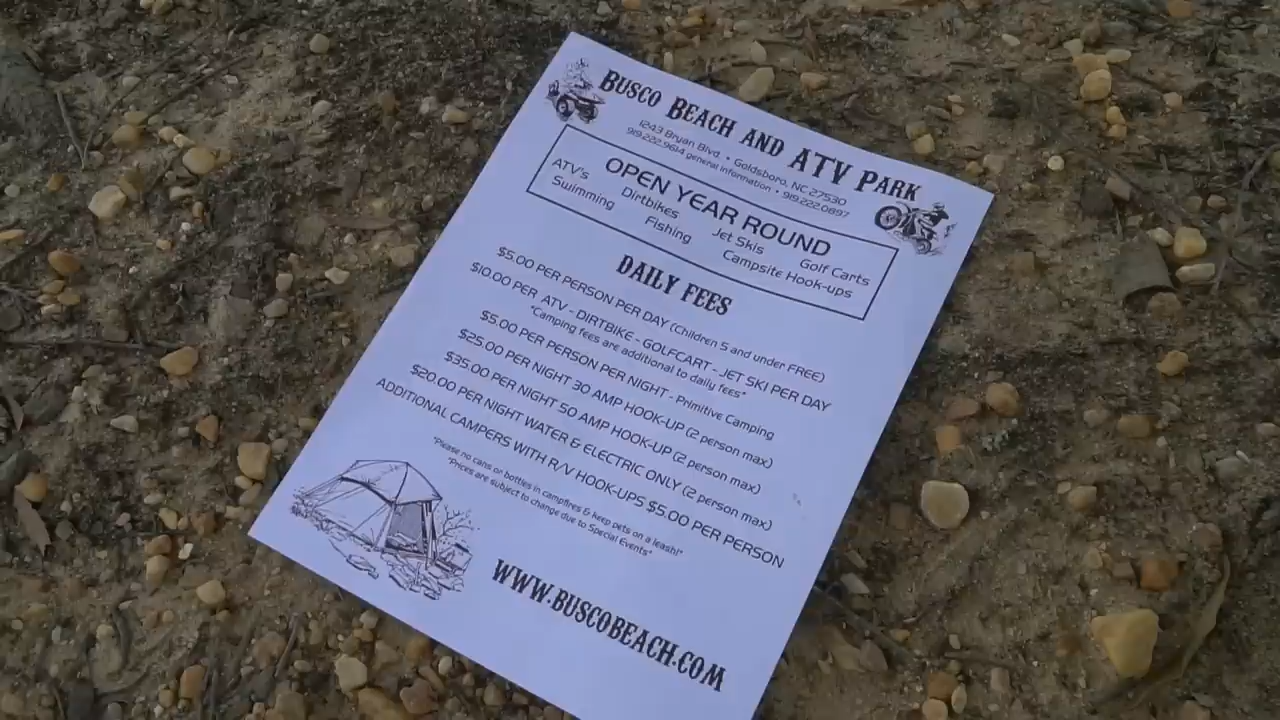 BUSCO BEACH AND ATV PARK
1243 Bryan Blvd. • Goldsboro, NC 27530
919.222.9614 general information • 919.222.0897
OPEN YEAR ROUND
ATV's Dirtbikes Jet Skis Golf Carts
Swimming Fishing Campsite Hook-ups
DAILY FEES
$5.00 PER PERSON PER DAY (Children 5 and under FREE)
$10.00 PER ATV - DIRTBIKE - GOLFCART - JET SKI PER DAY
*Camping fees are additional to daily fees*
$5.00 PER PERSON PER NIGHT - Primitive Camping
$25.00 PER NIGHT 30 AMP HOOK-UP (2 person max)
$35.00 PER NIGHT 50 AMP HOOK-UP (2 person max)
$20.00 PER NIGHT WATER & ELECTRIC ONLY (2 person max)
ADDITIONAL CAMPERS WITH R/V HOOK-UPS $5.00 PER PERSON
*Please no cans or bottles in campfires & keep pets on a leash!*
*Prices are subject to change due to Special Events*
WWW.BUSCOBEACH.COM